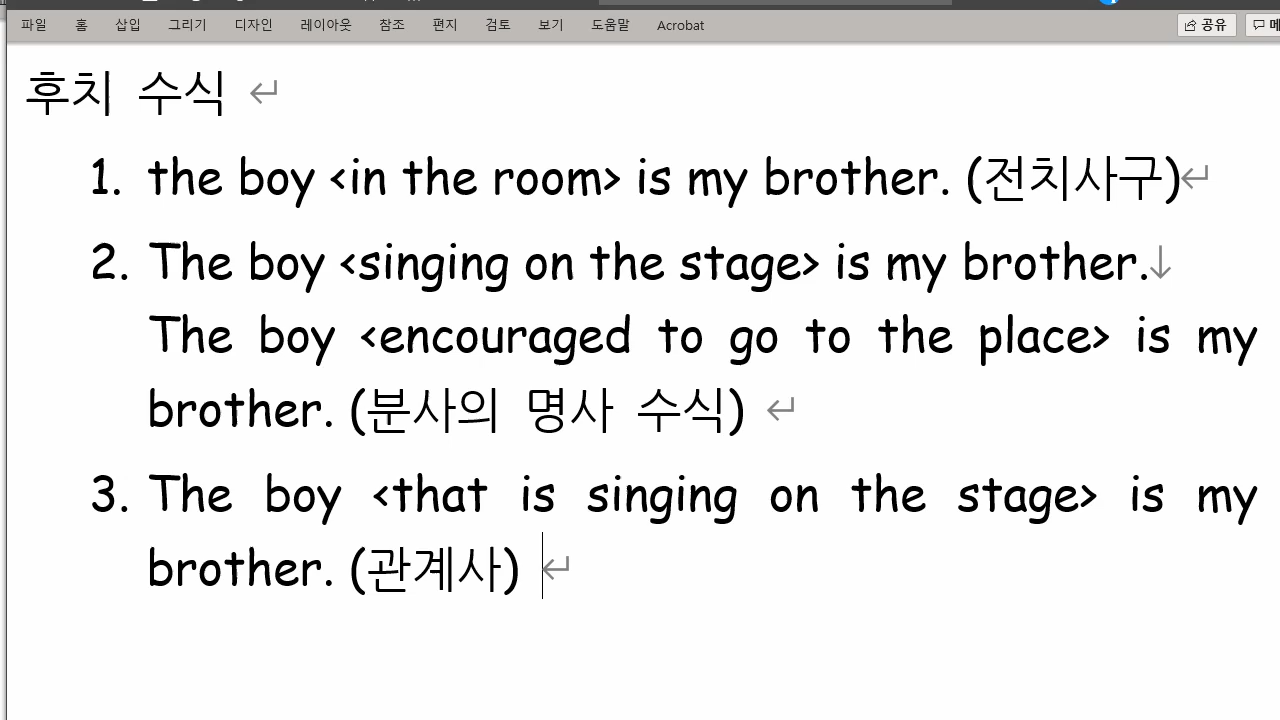 파일 홈 삽입 그리기 디자인 레이아웃 참조 편지 검토 보기 도움말 Acrobat 공유
후치 수식
1. the boy <in the room> is my brother. (전치사구)
2. The boy <singing on the stage> is my brother.
The boy <encouraged to go to the place> is my
brother. (분사의 명사 수식)
3. The boy <that is singing on the stage> is my
brother. (관계사)